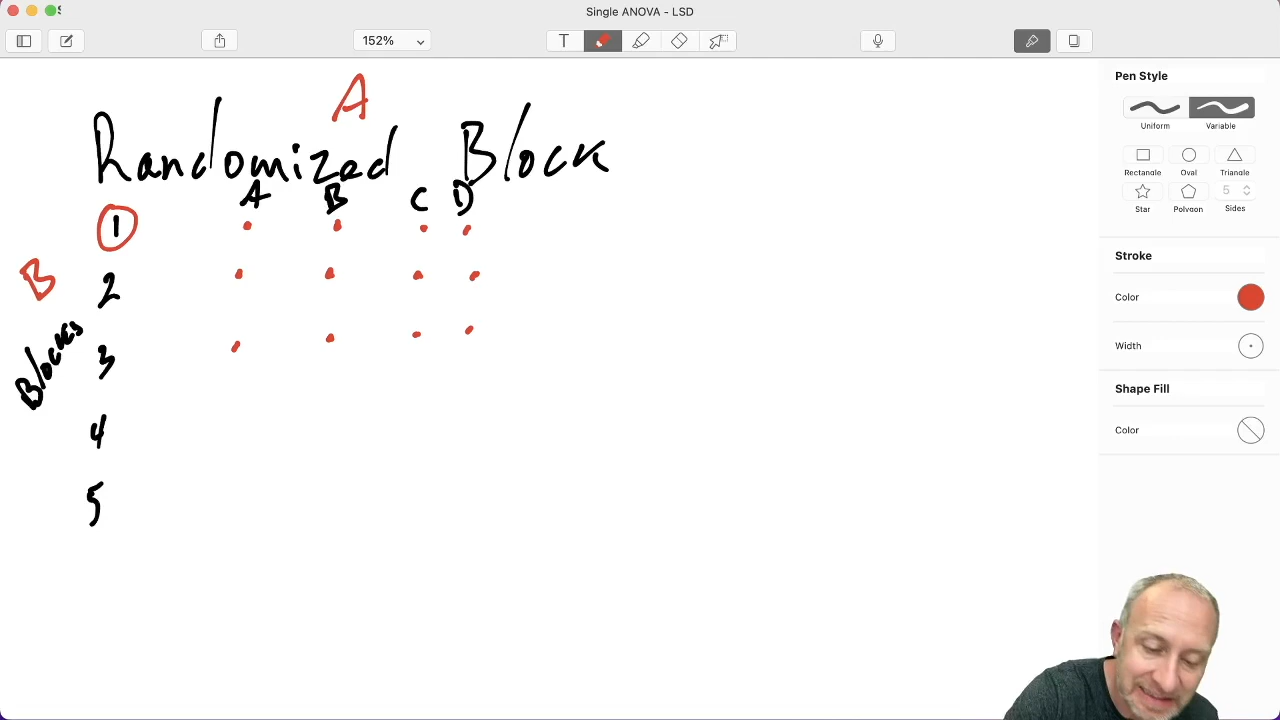 Single ANOVA - LSD
152%
T
Pen Style
Uniform
Variable
Rectangle
Oval
Triangle
Star
Polygon
5
Sides
Stroke
Color
Width
Shape Fill
Color
A
Randomized Block
A B C D
1
B
2
Blocks
3
4
5